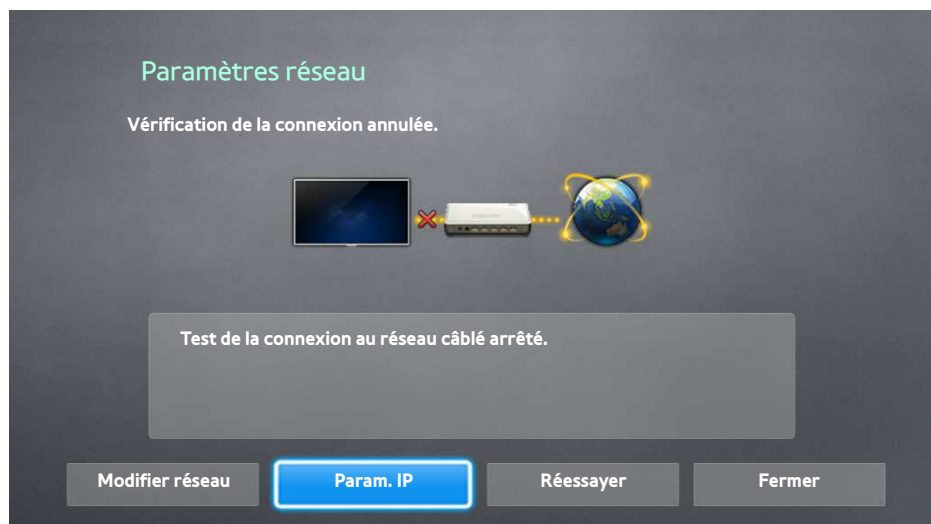 Paramètres réseau
Vérification de la connexion annulée.
SAMSUNG
Test de la connexion au réseau câblé arrêté.
Modifier réseau
Param. IP
Réessayer
Fermer